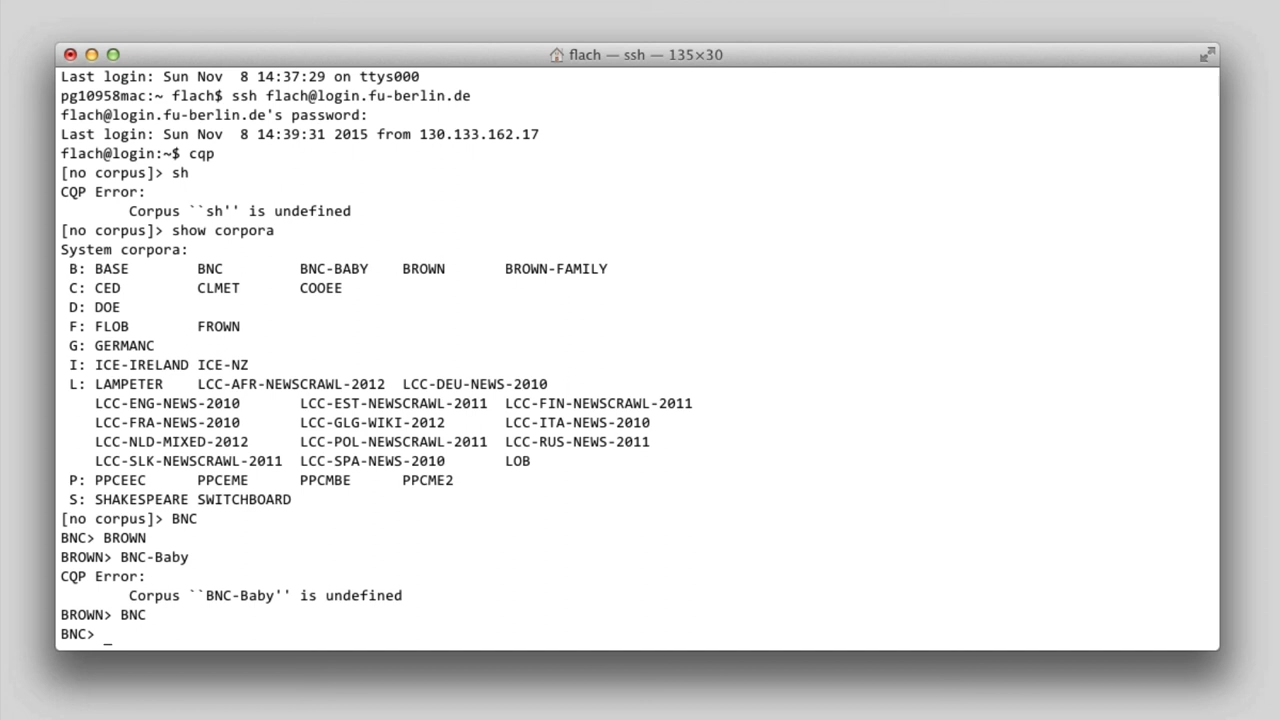 flach — ssh — 135×30
Last login: Sun Nov  8 14:37:29 on ttys000
pg10958mac:~ flach$ ssh flach@login.fu-berlin.de
flach@login.fu-berlin.de's password:
Last login: Sun Nov  8 14:39:31 2015 from 130.133.162.17
flach@login:~$ cqp
[no corpus]> sh
CQP Error:
        Corpus ``sh'' is undefined
[no corpus]> show corpora
System corpora:
 B: BASE        BNC         BNC-BABY    BROWN       BROWN-FAMILY
 C: CED         CLMET       COOEE
 D: DOE
 F: FLOB        FROWN
 G: GERMANC
 I: ICE-IRELAND ICE-NZ
 L: LAMPETER    LCC-AFR-NEWSCRAWL-2012  LCC-DEU-NEWS-2010
    LCC-ENG-NEWS-2010       LCC-EST-NEWSCRAWL-2011  LCC-FIN-NEWSCRAWL-2011
    LCC-FRA-NEWS-2010       LCC-GLG-WIKI-2012       LCC-ITA-NEWS-2010
    LCC-NLD-MIXED-2012      LCC-POL-NEWSCRAWL-2011  LCC-RUS-NEWS-2011
    LCC-SLK-NEWSCRAWL-2011  LCC-SPA-NEWS-2010       LOB
 P: PPCEEC      PPCEME      PPCMBE      PPCME2
 S: SHAKESPEARE SWITCHBOARD
[no corpus]> BNC
BNC> BROWN
BROWN> BNC-Baby
CQP Error:
        Corpus ``BNC-Baby'' is undefined
BROWN> BNC
BNC> _